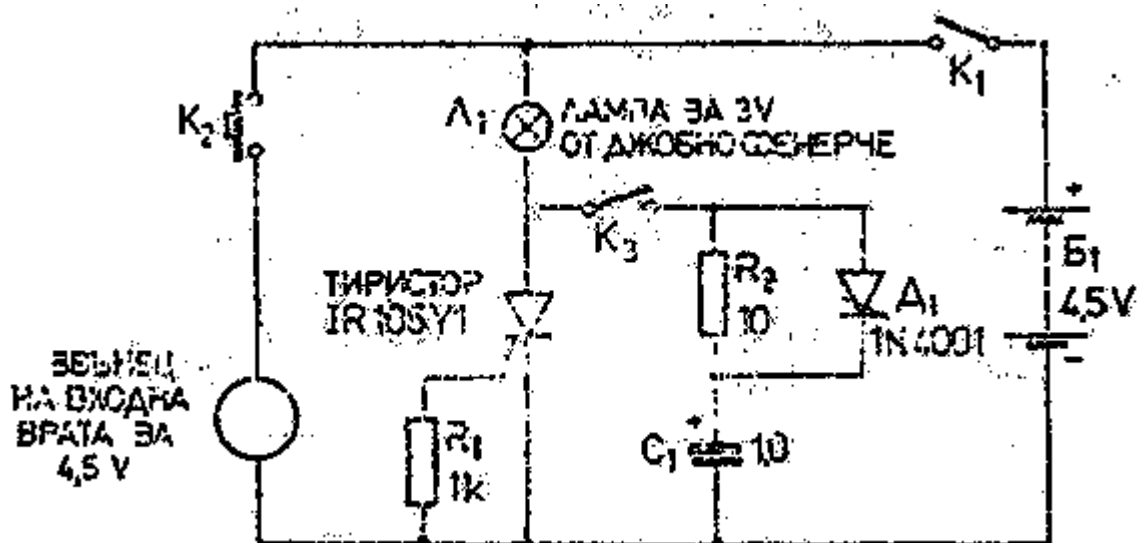 K₁
K₂
Л₁
ЛАМПА ЗА 3V
ОТ ДЖОБНО ФЕНЕРЧЕ
K₃
ТИРИСТОР
IR106Y1
R₂
10
Д₁
1N4001
+
Б₁
4,5V
−
ЗВЪНЕЦ
НА ВХОДНА
ВРАТА ЗА
4,5 V
R₁
1k
+
C₁